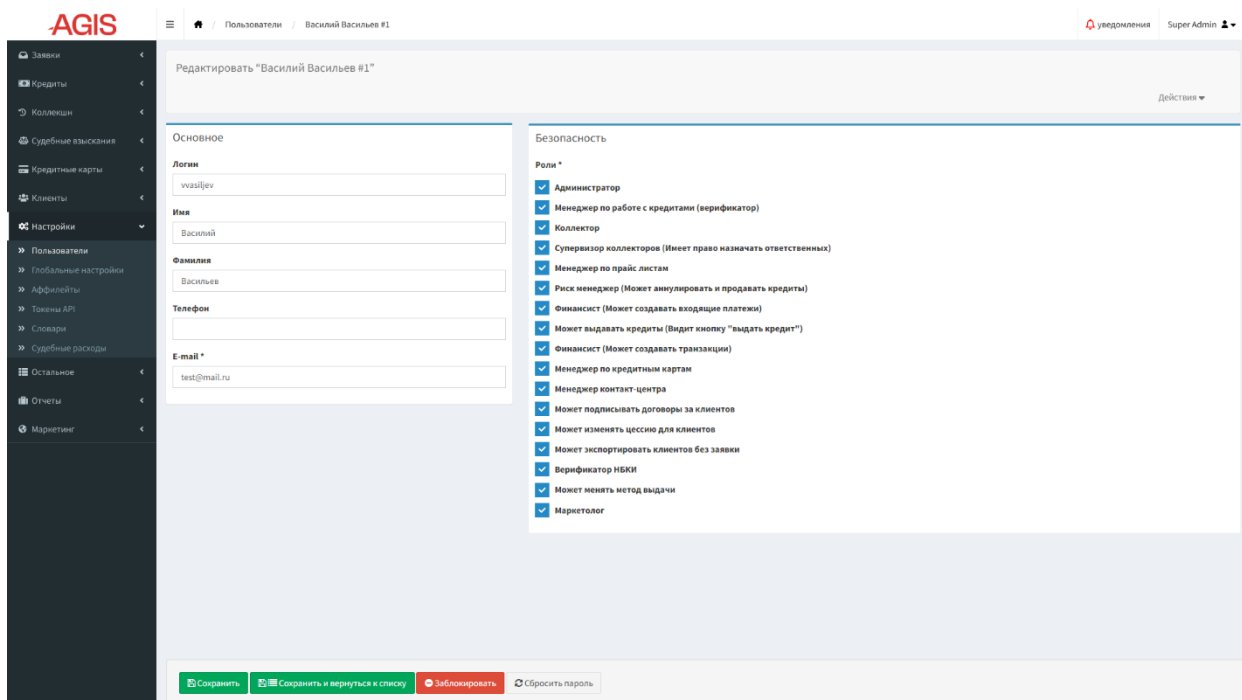 AGIS
Пользователи / Василий Васильев #1
уведомления
Super Admin
Заявки
Кредиты
Коллекшн
Судебные взыскания
Кредитные карты
Клиенты
Настройки
Пользователи
Глобальные настройки
Аффилейты
Токены API
Словари
Судебные расходы
Остальное
Отчеты
Маркетинг
Редактировать "Василий Васильев #1"
Действия
Основное
Логин
vvasiljev
Имя
Василий
Фамилия
Васильев
Телефон
E-mail *
test@mail.ru
Безопасность
Роли *
Администратор
Менеджер по работе с кредитами (верификатор)
Коллектор
Супервизор коллекторов (Имеет право назначать ответственных)
Менеджер по прайс листам
Риск менеджер (Может аннулировать и продавать кредиты)
Финансист (Может создавать входящие платежи)
Может выдавать кредиты (Видит кнопку "выдать кредит")
Финансист (Может создавать транзакции)
Менеджер по кредитным картам
Менеджер контакт-центра
Может подписывать договоры за клиентов
Может изменять цессию для клиентов
Может экспортировать клиентов без заявки
Верификатор НБКИ
Может менять метод выдачи
Маркетолог
Сохранить
Сохранить и вернуться к списку
Заблокировать
Сбросить пароль